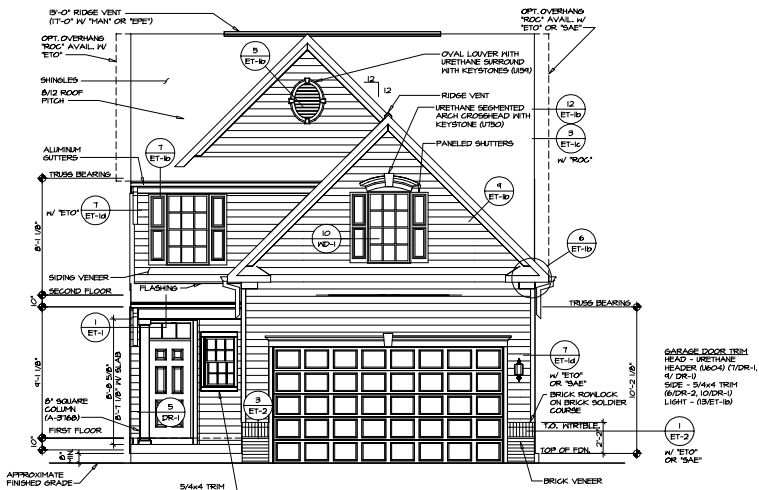 13'-0" RIDGE VENT
(17'-0" W/ "MAN" OR "EPE")
OPT. OVERHANG
"ROC" AVAIL. W/
"ETO"
SHINGLES
8/12 ROOF
PITCH
5
ET-1b
OVAL LOUVER WITH
URETHANE SURROUND
WITH KEYSTONES (U159)
12
12
RIDGE VENT
URETHANE SEGMENTED
ARCH CROSSHEAD WITH
KEYSTONE (U730)
PANELED SHUTTERS
OPT. OVERHANG
"ROC" AVAIL. W/
"ETO" OR "SAE"
12
ET-1b
3
ET-1c
W/ "ROC"
ALUMINUM
GUTTERS
7
ET-1b
TRUSS BEARING
W/ "ETO"
7
ET-1d
8'-1 1/8"
9
ET-1b
10
WD-1
6
ET-1b
SIDING VENEER
FLASHING
SECOND FLOOR
10"
TRUSS BEARING
1
ET-1
9'-1 1/8"
8'-8 5/8"
8'-7 1/8" W/ SLAB
7
ET-1d
W/ "ETO"
OR "SAE"
10'-2 1/8"
GARAGE DOOR TRIM
HEAD - URETHANE
HEADER (U604) (7/DR-1,
9/ DR-1)
SIDE - 5/4x4 TRIM
(6/DR-2, 10/DR-1)
LIGHT - (13/ET-1b)
8" SQUARE
COLUMN
(A-3768)
5
DR-1
3
ET-2
BRICK ROWLOCK
ON BRICK SOLDIER
COURSE
FIRST FLOOR
T.O. WTRTBLE.
2'-2"
1
ET-2
W/ "ETO"
OR "SAE"
10"
8"
MIN
TOP OF FDN.
APPROXIMATE
FINISHED GRADE
5/4x4 TRIM
BRICK VENEER